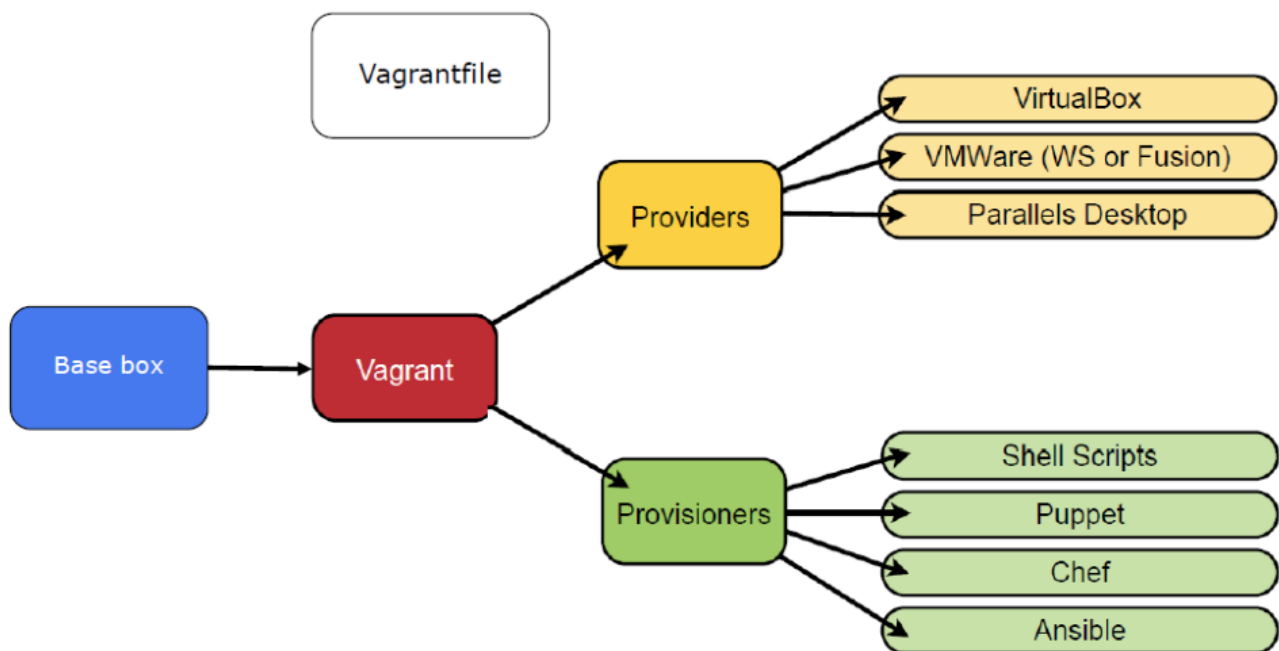 Vagrantfile
VirtualBox
VMWare (WS or Fusion)
Providers
Parallels Desktop
Base box
Vagrant
Shell Scripts
Provisioners
Puppet
Chef
Ansible